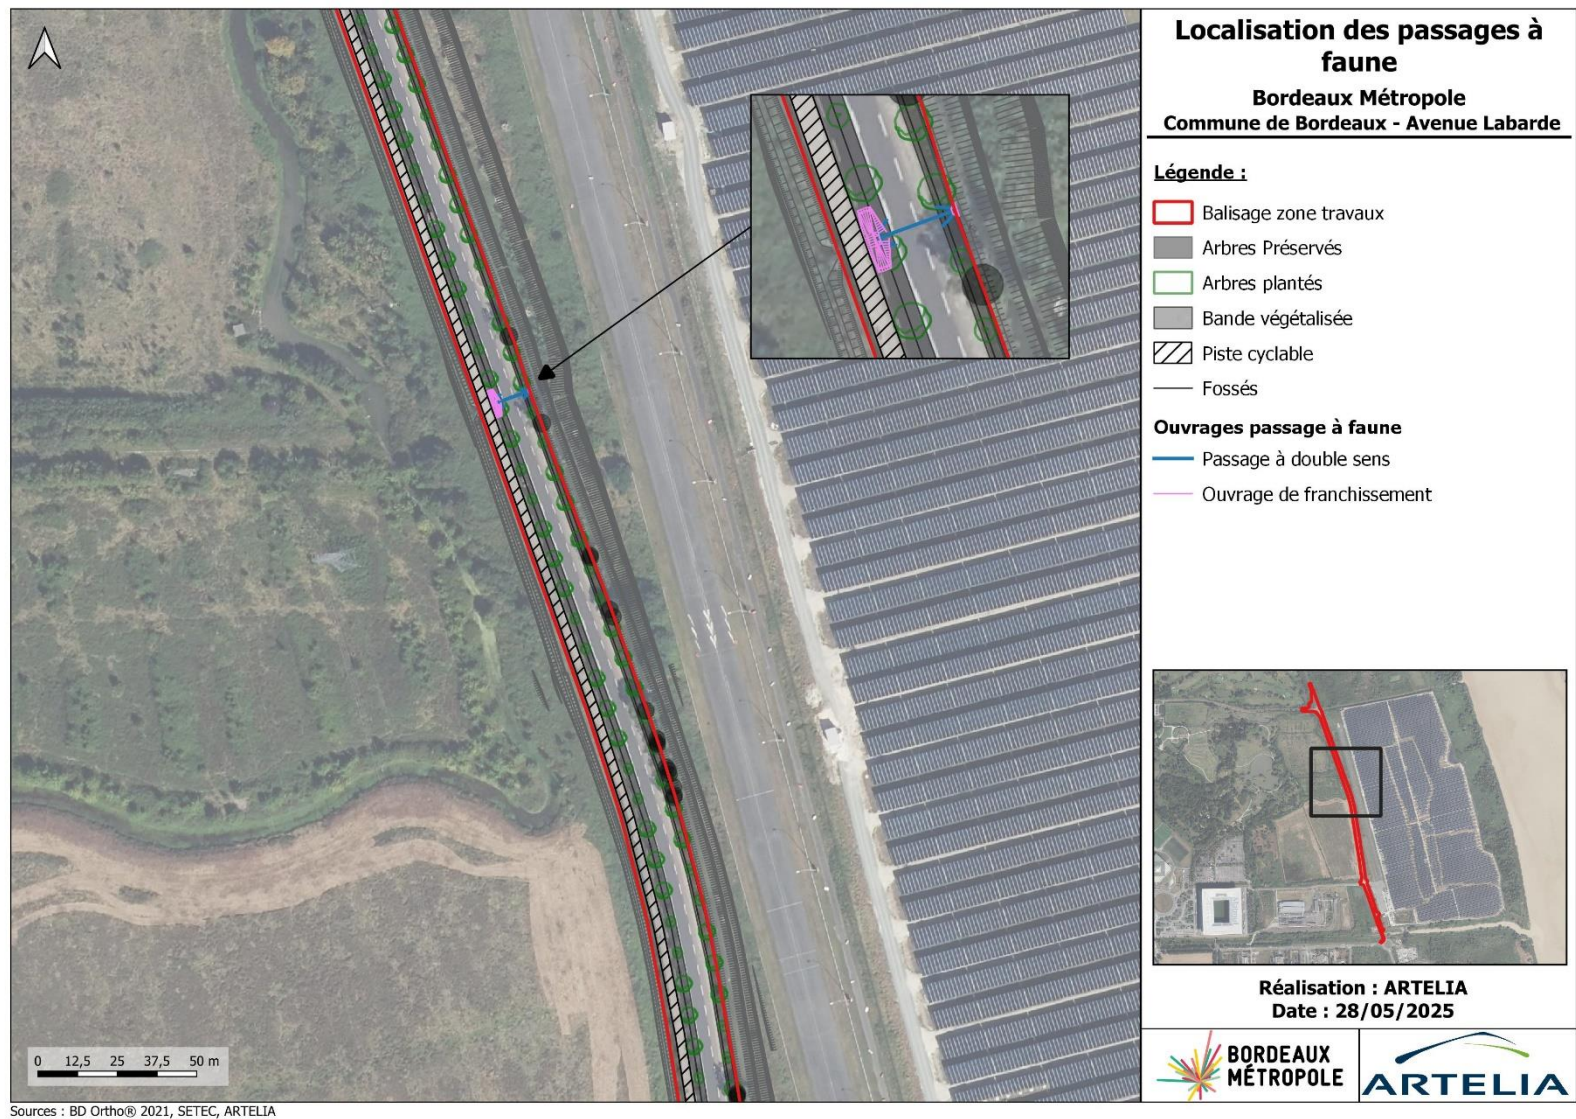 Localisation des passages à
faune
Bordeaux Métropole
Commune de Bordeaux - Avenue Labarde
Légende :
Balisage zone travaux
Arbres Préservés
Arbres plantés
Bande végétalisée
Piste cyclable
Fossés
Ouvrages passage à faune
Passage à double sens
Ouvrage de franchissement
Réalisation : ARTELIA
Date : 28/05/2025
BORDEAUX
MÉTROPOLE
ARTELIA
0 12,5 25 37,5 50 m
Sources : BD Ortho® 2021, SETEC, ARTELIA